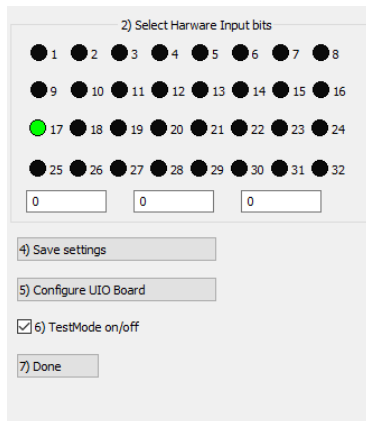 2) Select Harware Input bits
1 2 3 4 5 6 7 8
9 10 11 12 13 14 15 16
17 18 19 20 21 22 23 24
25 26 27 28 29 30 31 32
0 0 0
4) Save settings
5) Configure UIO Board
6) TestMode on/off
7) Done